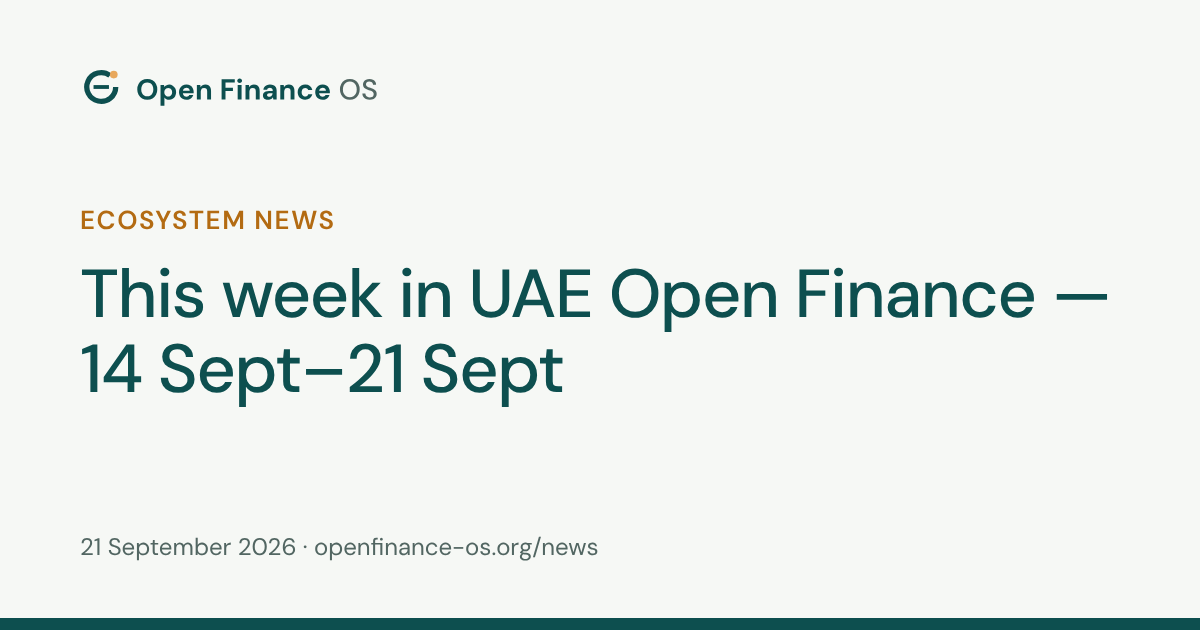 Open Finance OS
ECOSYSTEM NEWS
This week in UAE Open Finance —
14 Sept–21 Sept
21 September 2026 · openfinance-os.org/news